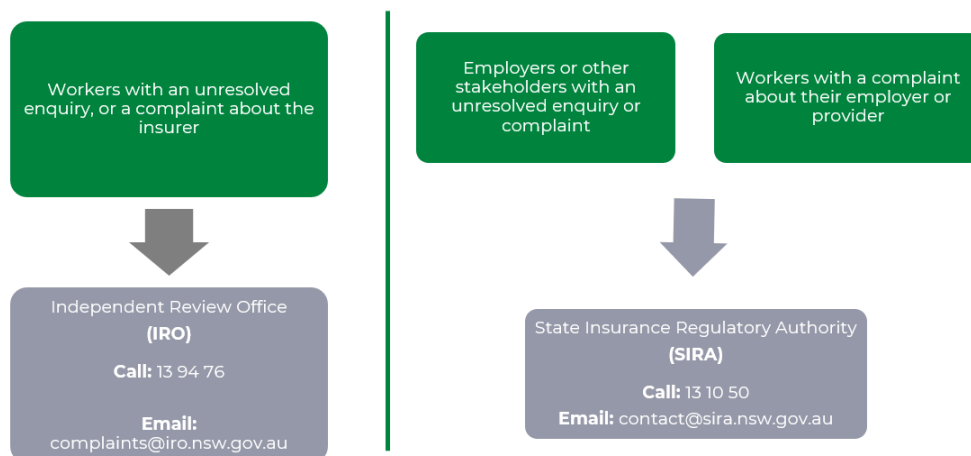 Workers with an unresolved
enquiry, or a complaint about the
insurer
Independent Review Office
(IRO)
Call: 13 94 76
Email:
complaints@iro.nsw.gov.au
Employers or other
stakeholders with an
unresolved enquiry or
complaint
Workers with a complaint
about their employer or
provider
State Insurance Regulatory Authority
(SIRA)
Call: 13 10 50
Email: contact@sira.nsw.gov.au